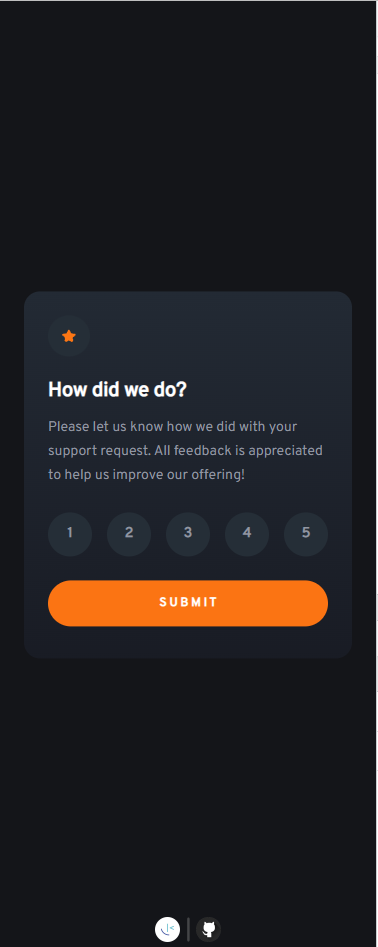 How did we do?
Please let us know how we did with your
support request. All feedback is appreciated
to help us improve our offering!
1 2 3 4 5
SUBMIT